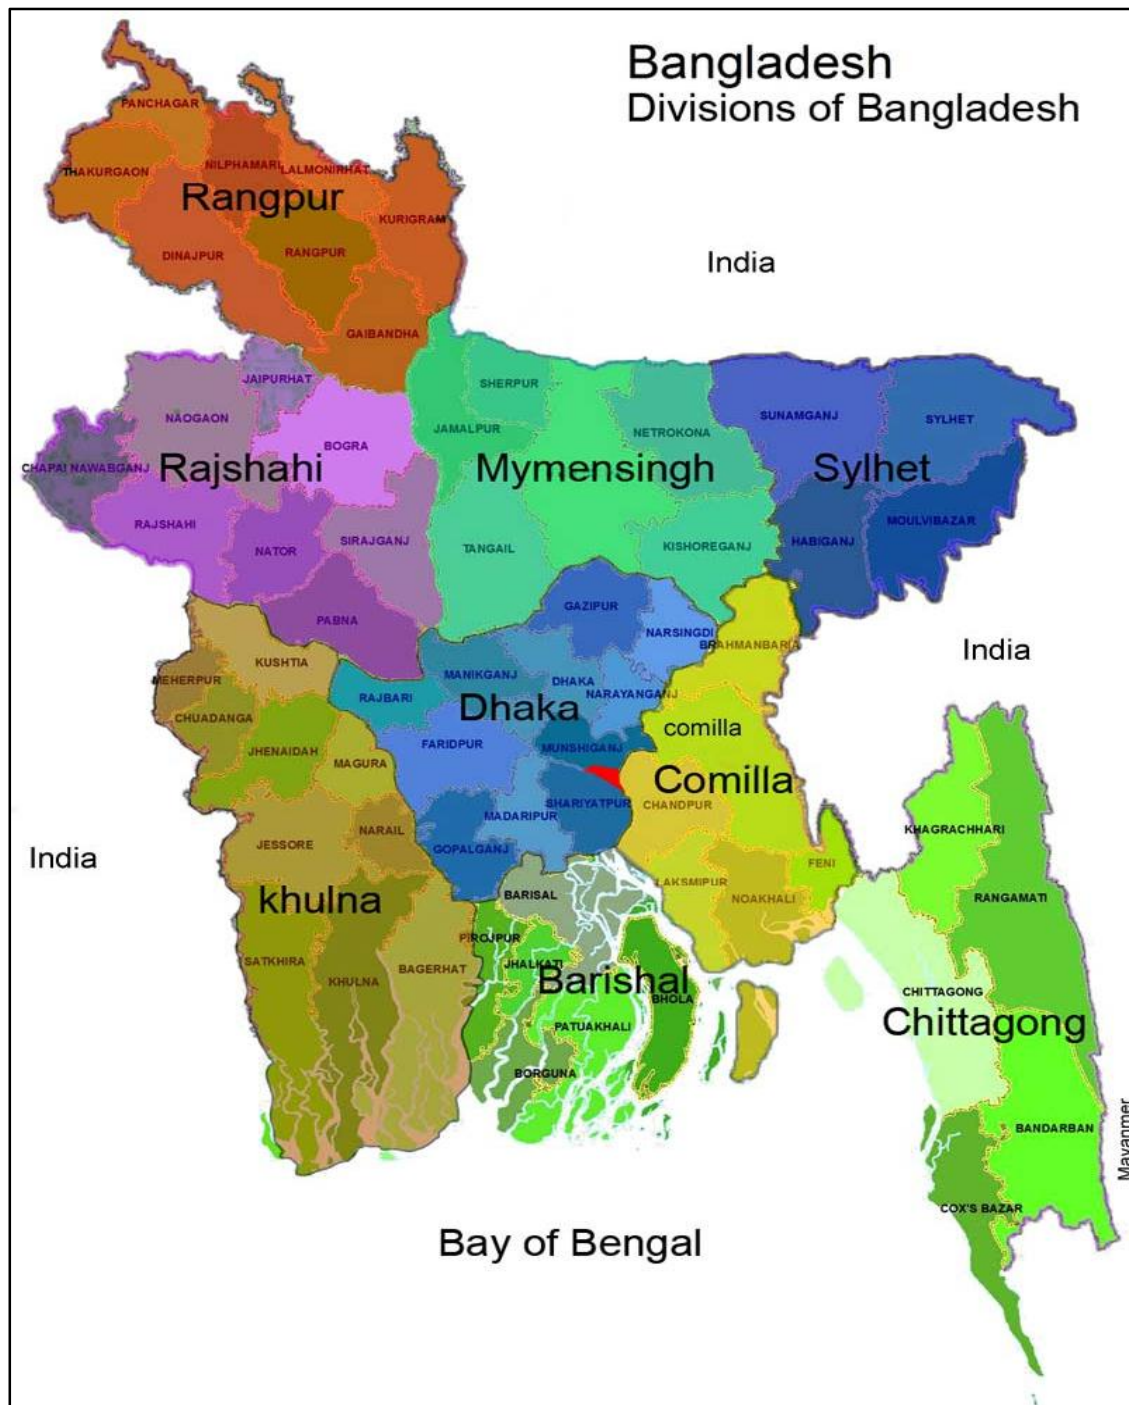 Bangladesh
Divisions of Bangladesh
PANCHAGAR
THAKURGAON
NILPHAMARI
LALMONIRHAT
Rangpur
KURIGRAM
DINAJPUR
RANGPUR
India
GAIBANDHA
JAIPURHAT
SHERPUR
NAOGAON
SUNAMGANJ
SYLHET
JAMALPUR
NETROKONA
BOGRA
CHAPAI NAWABGANJ
Rajshahi
Mymensingh
Sylhet
RAJSHAHI
MOULVIBAZAR
SIRAJGANJ
HABIGANJ
NATOR
TANGAIL
KISHOREGANJ
GAZIPUR
PABNA
NARSINGDI
BRAHMANBARIA
India
KUSHTIA
MEHERPUR
MANIKGANJ
DHAKA
RAJBARI
NARAYANGANJ
Dhaka
CHUADANGA
comilla
FARIDPUR
MUNSHIGANJ
JHENAIDAH
MAGURA
Comilla
SHARIYATPUR
CHANDPUR
MADARIPUR
NARAIL
KHAGRACHHARI
JESSORE
GOPALGANJ
India
FENI
LAKSMIPUR
BARISAL
NOAKHALI
RANGAMATI
khulna
PIROJPUR
SATKHIRA
JHALKATI
BAGERHAT
KHULNA
Barishal
BHOLA
CHITTAGONG
Chittagong
PATUAKHALI
BORGUNA
BANDARBAN
Mayanmer
COX'S BAZAR
Bay of Bengal